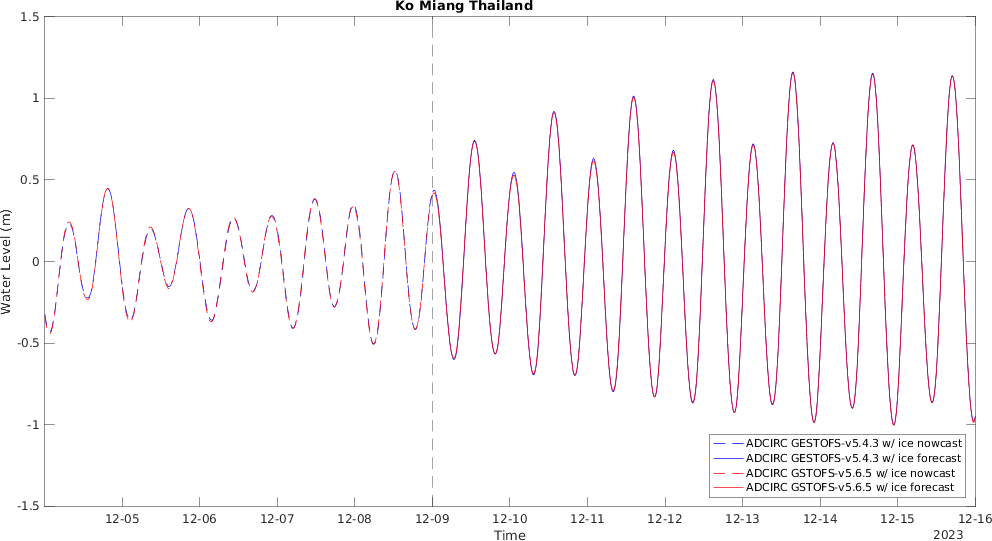 Ko Miang Thailand
1.5
1
0.5
0
-0.5
-1
-1.5
Water Level (m)
12-05 12-06 12-07 12-08 12-09 12-10 12-11 12-12 12-13 12-14 12-15 12-16
Time
2023
ADCIRC GESTOFS-v5.4.3 w/ ice nowcast
ADCIRC GESTOFS-v5.4.3 w/ ice forecast
ADCIRC GSTOFS-v5.6.5 w/ ice nowcast
ADCIRC GSTOFS-v5.6.5 w/ ice forecast